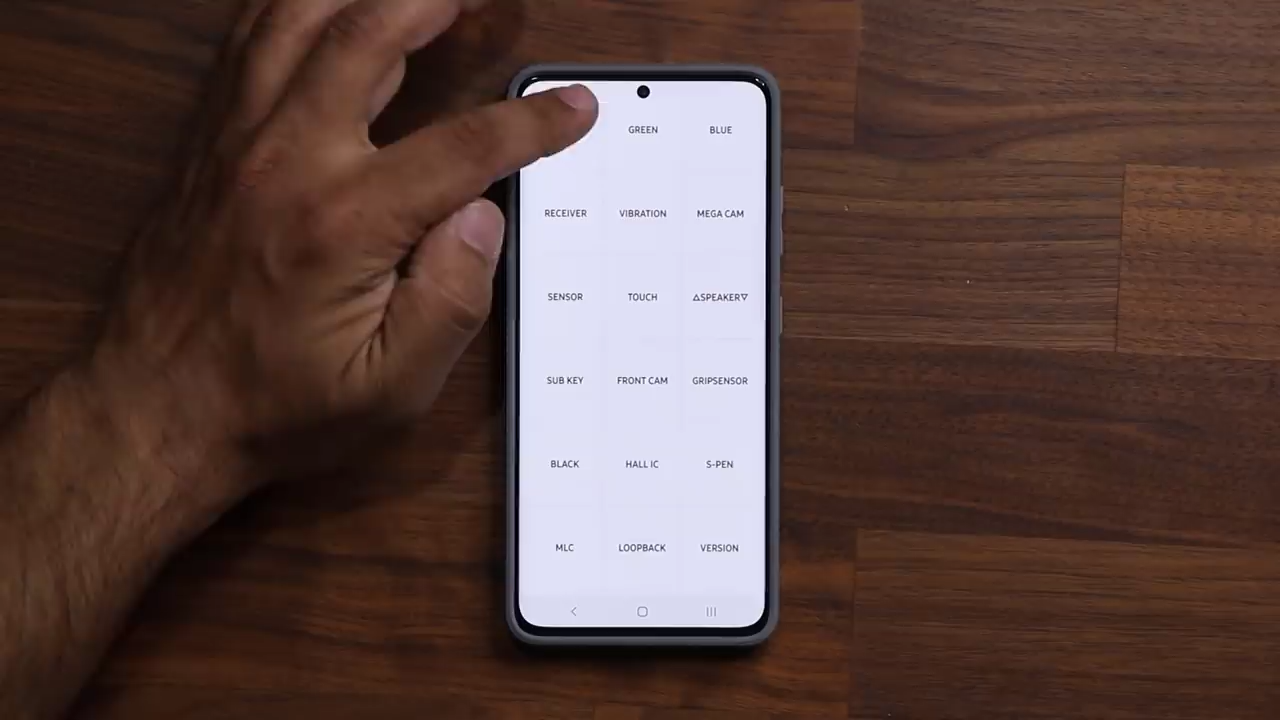 GREEN BLUE
RECEIVER VIBRATION MEGA CAM
SENSOR TOUCH △SPEAKER▽
SUB KEY FRONT CAM GRIPSENSOR
BLACK HALL IC S-PEN
MLC LOOPBACK VERSION